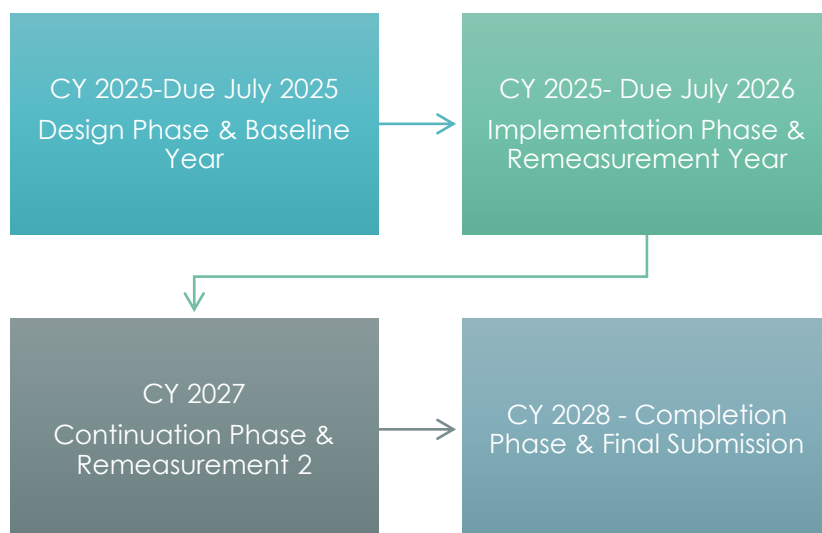 CY 2025-Due July 2025
Design Phase & Baseline
Year
CY 2025- Due July 2026
Implementation Phase &
Remeasurement Year
CY 2027
Continuation Phase &
Remeasurement 2
CY 2028 - Completion
Phase & Final Submission